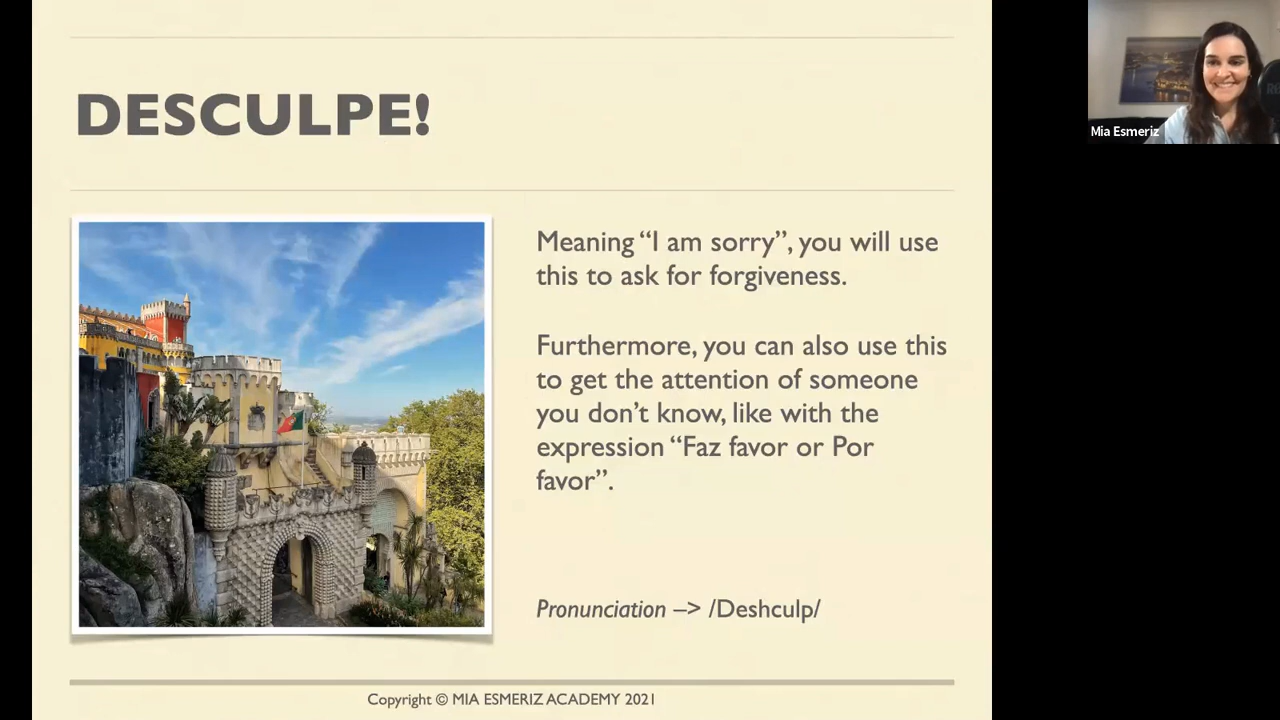 DESCULPE!
Mia Esmeriz
Meaning “I am sorry”, you will use
this to ask for forgiveness.
Furthermore, you can also use this
to get the attention of someone
you don’t know, like with the
expression “Faz favor or Por
favor”.
Pronunciation –> /Deshculp/
Copyright © MIA ESMERIZ ACADEMY 2021